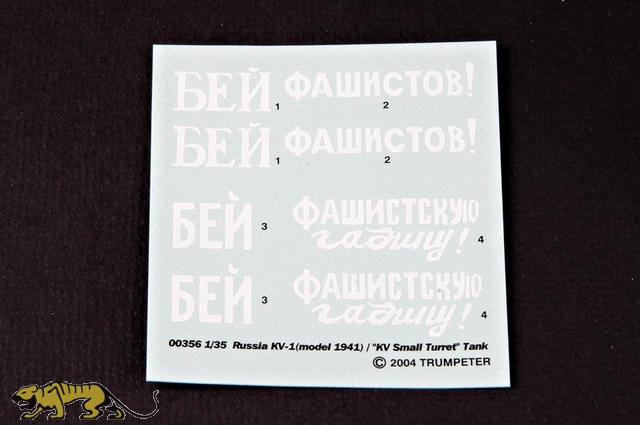 БЕЙ 1 ФАШИСТОВ! 2
БЕЙ 1 ФАШИСТОВ! 2
БЕЙ 3 ФАШИСТСКУЮ
гадину! 4
БЕЙ 3 ФАШИСТСКУЮ
гадину! 4
00356 1/35 Russia KV-1(model 1941) / "KV Small Turret" Tank
© 2004 TRUMPETER